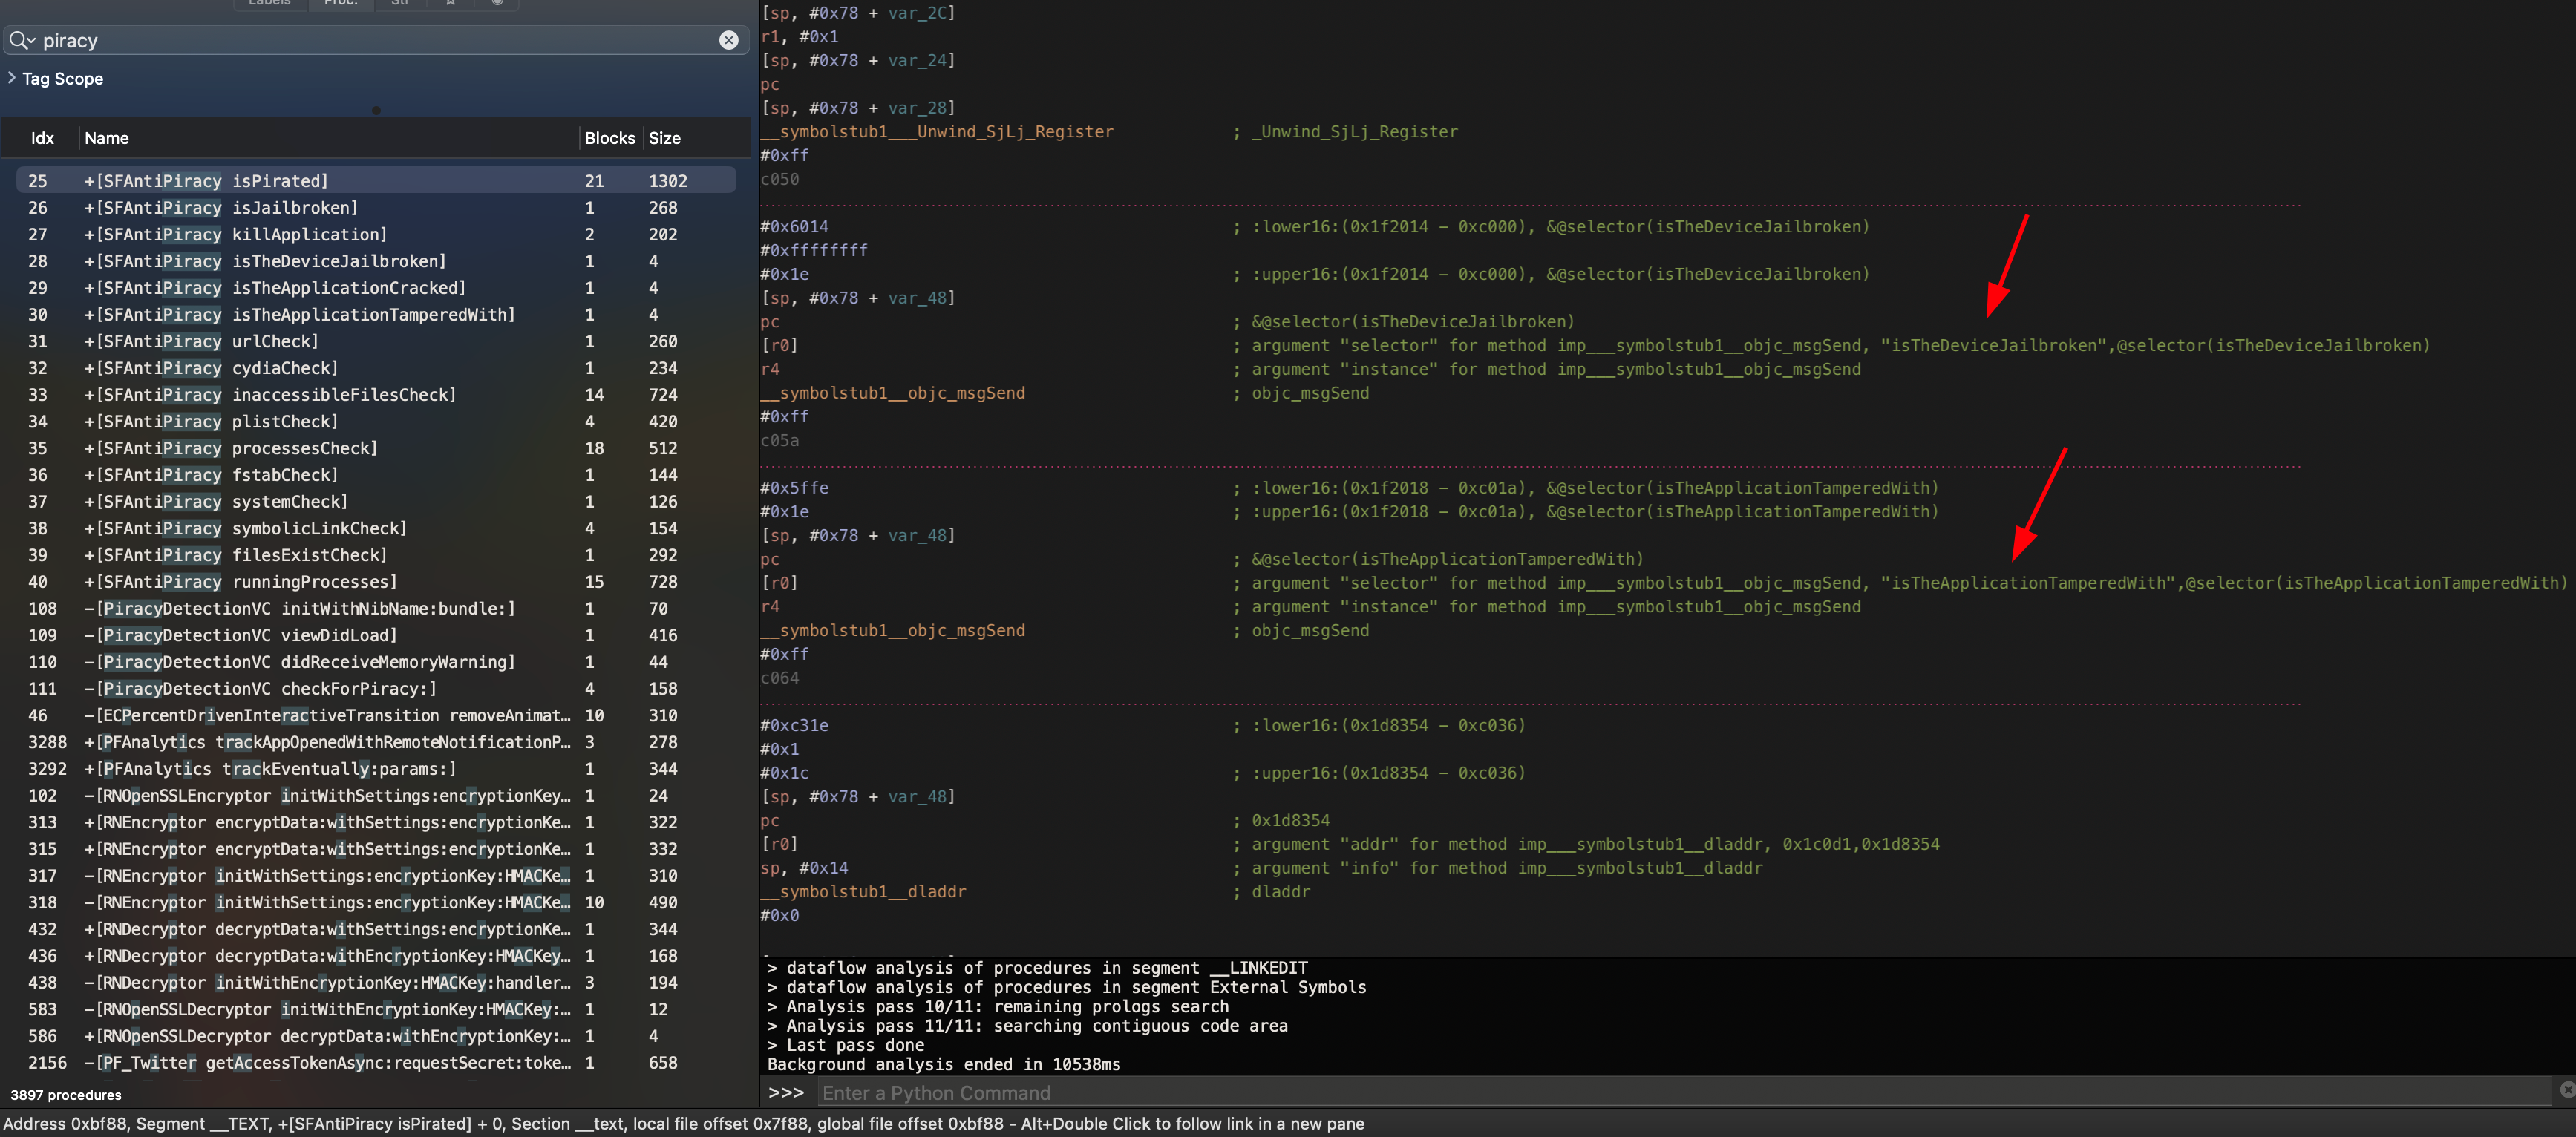 Labels Proc. Str
piracy
Tag Scope
Idx Name Blocks Size
25 +[SFAntiPiracy isPirated] 21 1302
26 +[SFAntiPiracy isJailbroken] 1 268
27 +[SFAntiPiracy killApplication] 2 202
28 +[SFAntiPiracy isTheDeviceJailbroken] 1 4
29 +[SFAntiPiracy isTheApplicationCracked] 1 4
30 +[SFAntiPiracy isTheApplicationTamperedWith] 1 4
31 +[SFAntiPiracy urlCheck] 1 260
32 +[SFAntiPiracy cydiaCheck] 1 234
33 +[SFAntiPiracy inaccessibleFilesCheck] 14 724
34 +[SFAntiPiracy plistCheck] 4 420
35 +[SFAntiPiracy processesCheck] 18 512
36 +[SFAntiPiracy fstabCheck] 1 144
37 +[SFAntiPiracy systemCheck] 1 126
38 +[SFAntiPiracy symbolicLinkCheck] 4 154
39 +[SFAntiPiracy filesExistCheck] 1 292
40 +[SFAntiPiracy runningProcesses] 15 728
108 -[PiracyDetectionVC initWithNibName:bundle:] 1 70
109 -[PiracyDetectionVC viewDidLoad] 1 416
110 -[PiracyDetectionVC didReceiveMemoryWarning] 1 44
111 -[PiracyDetectionVC checkForPiracy:] 4 158
46 -[ECPercentDrivenInteractiveTransition removeAnimat… 10 310
3288 +[PFAnalytics trackAppOpenedWithRemoteNotificationP… 3 278
3292 +[PFAnalytics trackEventually:params:] 1 344
102 -[RNOpenSSLEncryptor initWithSettings:encryptionKey… 1 24
313 +[RNEncryptor encryptData:withSettings:encryptionKe… 1 322
315 +[RNEncryptor encryptData:withSettings:encryptionKe… 1 332
317 -[RNEncryptor initWithSettings:encryptionKey:HMACKe… 1 310
318 -[RNEncryptor initWithSettings:encryptionKey:HMACKe… 10 490
432 +[RNDecryptor decryptData:withSettings:encryptionKe… 1 344
436 +[RNDecryptor decryptData:withEncryptionKey:HMACKey… 1 168
438 -[RNDecryptor initWithEncryptionKey:HMACKey:handler… 3 194
583 -[RNOpenSSLDecryptor initWithEncryptionKey:HMACKey:… 1 12
586 +[RNOpenSSLDecryptor decryptData:withEncryptionKey:… 1 4
2156 -[PF_Twitter getAccessTokenAsync:requestSecret:toke… 1 658
3897 procedures
[sp, #0x78 + var_2C]
r1, #0x1
[sp, #0x78 + var_24]
pc
[sp, #0x78 + var_28]
__symbolstub1___Unwind_SjLj_Register ; _Unwind_SjLj_Register
#0xff
c050
#0x6014 ; :lower16:(0x1f2014 - 0xc000), &@selector(isTheDeviceJailbroken)
#0xffffffff
#0x1e ; :upper16:(0x1f2014 - 0xc000), &@selector(isTheDeviceJailbroken)
[sp, #0x78 + var_48]
pc ; &@selector(isTheDeviceJailbroken)
[r0] ; argument "selector" for method imp___symbolstub1__objc_msgSend, "isTheDeviceJailbroken",@selector(isTheDeviceJailbroken)
r4 ; argument "instance" for method imp___symbolstub1__objc_msgSend
__symbolstub1__objc_msgSend ; objc_msgSend
#0xff
c05a
#0x5ffe ; :lower16:(0x1f2018 - 0xc01a), &@selector(isTheApplicationTamperedWith)
#0x1e ; :upper16:(0x1f2018 - 0xc01a), &@selector(isTheApplicationTamperedWith)
[sp, #0x78 + var_48]
pc ; &@selector(isTheApplicationTamperedWith)
[r0] ; argument "selector" for method imp___symbolstub1__objc_msgSend, "isTheApplicationTamperedWith",@selector(isTheApplicationTamperedWith)
r4 ; argument "instance" for method imp___symbolstub1__objc_msgSend
__symbolstub1__objc_msgSend ; objc_msgSend
#0xff
c064
#0xc31e ; :lower16:(0x1d8354 - 0xc036)
#0x1
#0x1c ; :upper16:(0x1d8354 - 0xc036)
[sp, #0x78 + var_48]
pc ; 0x1d8354
[r0] ; argument "addr" for method imp___symbolstub1__dladdr, 0x1c0d1,0x1d8354
sp, #0x14 ; argument "info" for method imp___symbolstub1__dladdr
__symbolstub1__dladdr ; dladdr
#0x0
> dataflow analysis of procedures in segment __LINKEDIT
> dataflow analysis of procedures in segment External Symbols
> Analysis pass 10/11: remaining prologs search
> Analysis pass 11/11: searching contiguous code area
> Last pass done
Background analysis ended in 10538ms
>>> Enter a Python Command
Address 0xbf88, Segment __TEXT, +[SFAntiPiracy isPirated] + 0, Section __text, local file offset 0x7f88, global file offset 0xbf88 - Alt+Double Click to follow link in a new pane